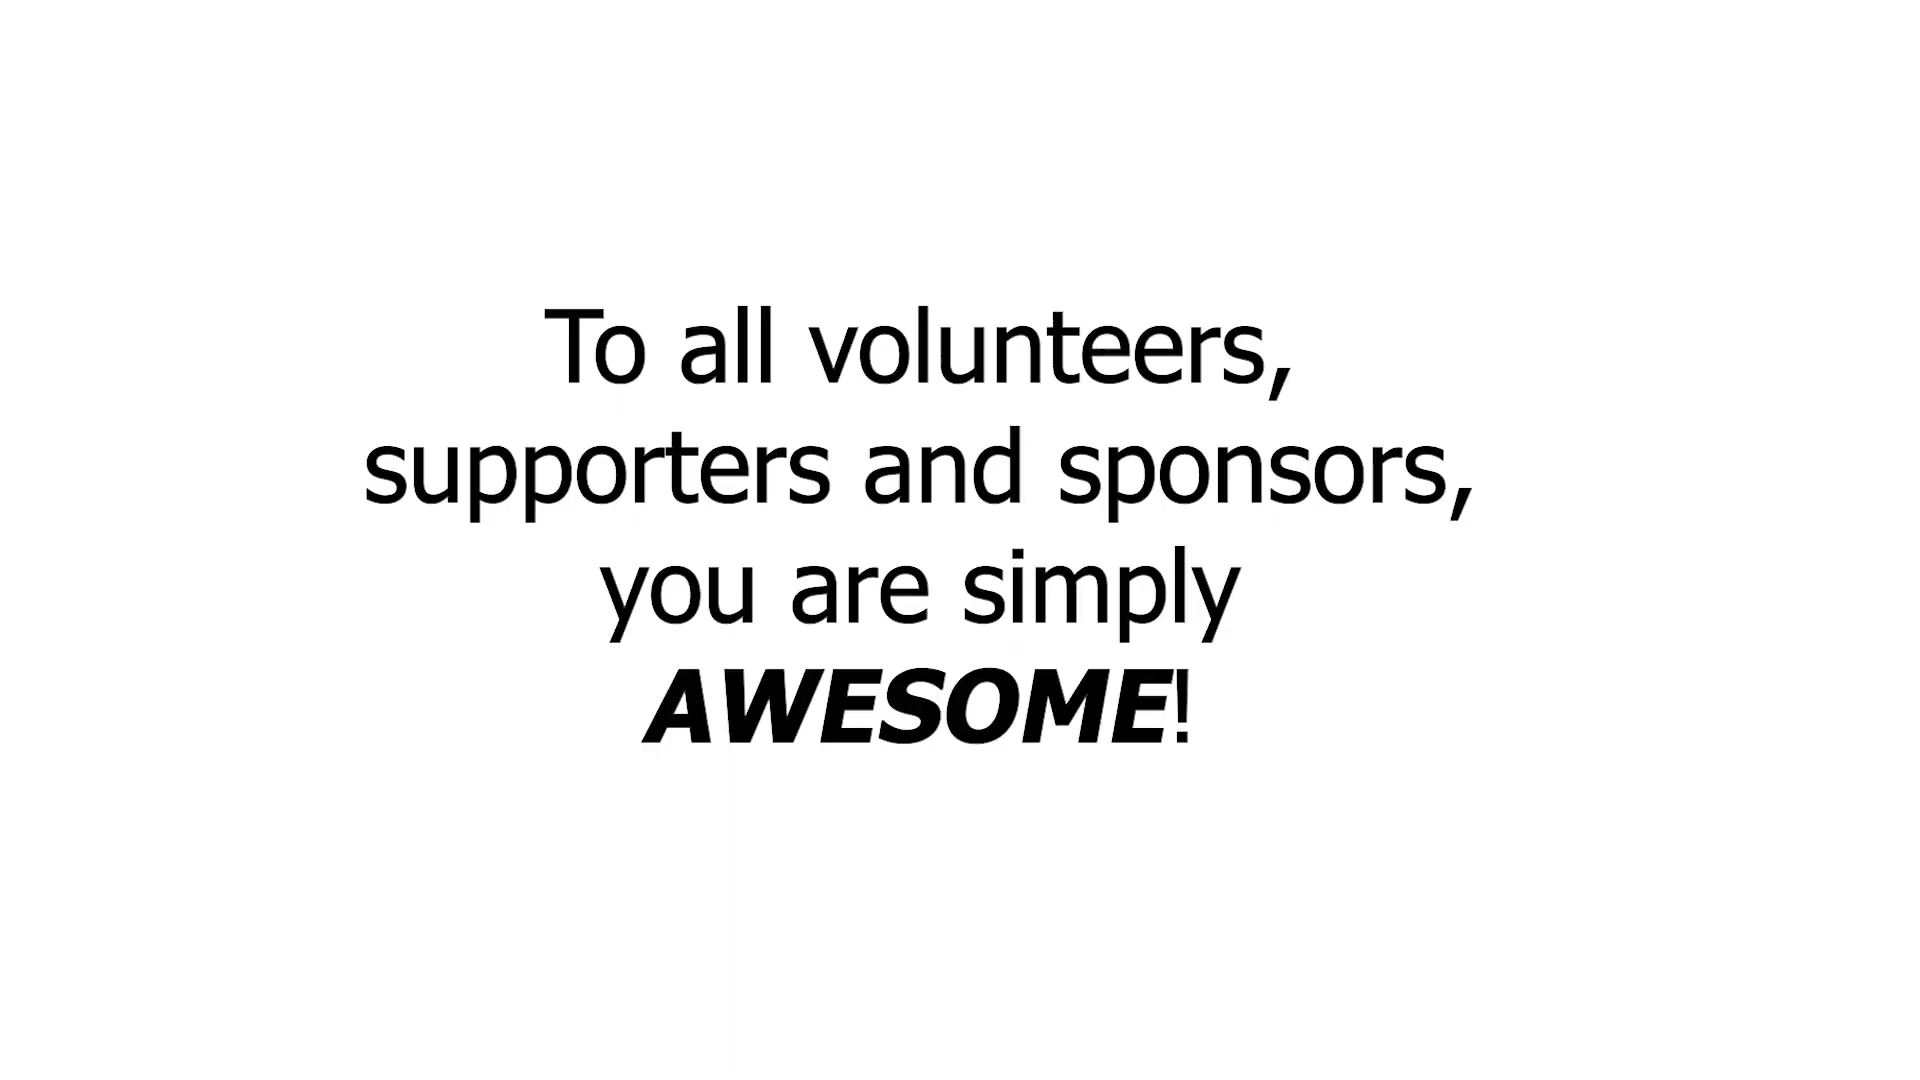 To all volunteers,
supporters and sponsors,
you are simply
AWESOME!